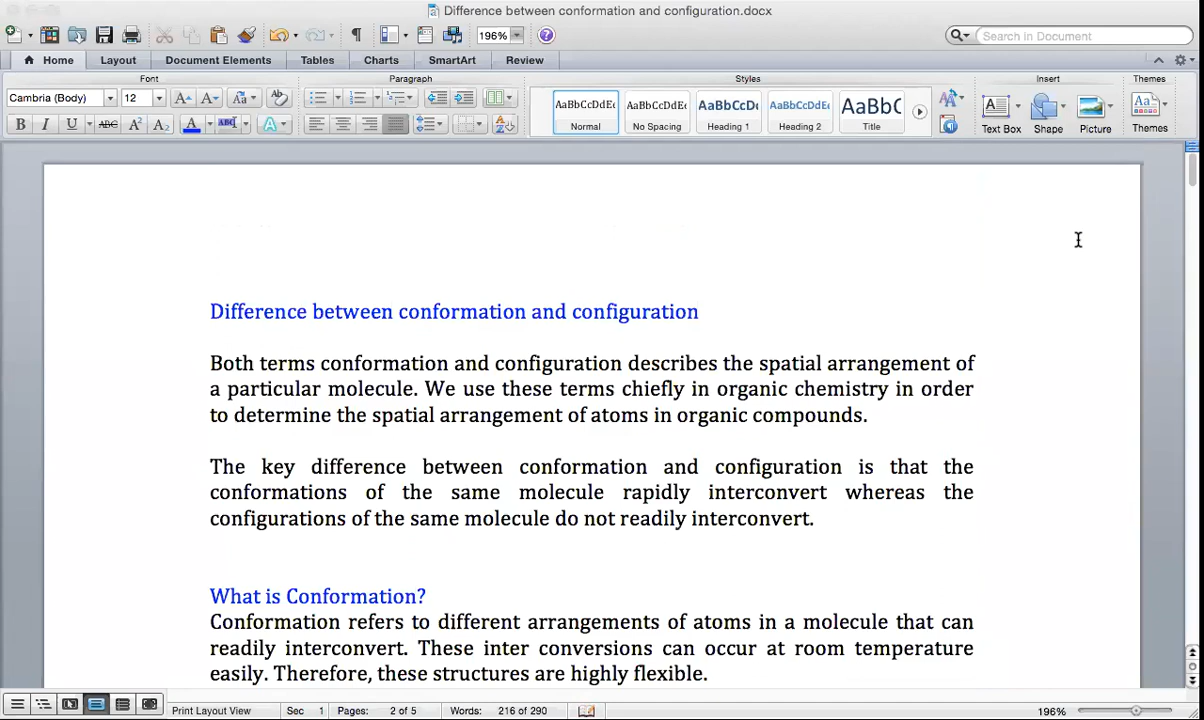 Difference between conformation and configuration.docx
196%
Search in Document
Home
Layout
Document Elements
Tables
Charts
SmartArt
Review
Font
Paragraph
Styles
Insert
Themes
Cambria (Body)
12
Aa
AaBbCcDdEe
AaBbCcDdEe
AaBbCcDc
AaBbCcDdEe
AaBbC
Normal
No Spacing
Heading 1
Heading 2
Title
Text Box
Shape
Picture
Themes
B I U ABC A² A₂ A ABC A
Difference between conformation and configuration
Both terms conformation and configuration describes the spatial arrangement of
a particular molecule. We use these terms chiefly in organic chemistry in order
to determine the spatial arrangement of atoms in organic compounds.
The key difference between conformation and configuration is that the
conformations of the same molecule rapidly interconvert whereas the
configurations of the same molecule do not readily interconvert.
What is Conformation?
Conformation refers to different arrangements of atoms in a molecule that can
readily interconvert. These inter conversions can occur at room temperature
easily. Therefore, these structures are highly flexible.
Print Layout View
Sec 1
Pages: 2 of 5
Words: 216 of 290
196%